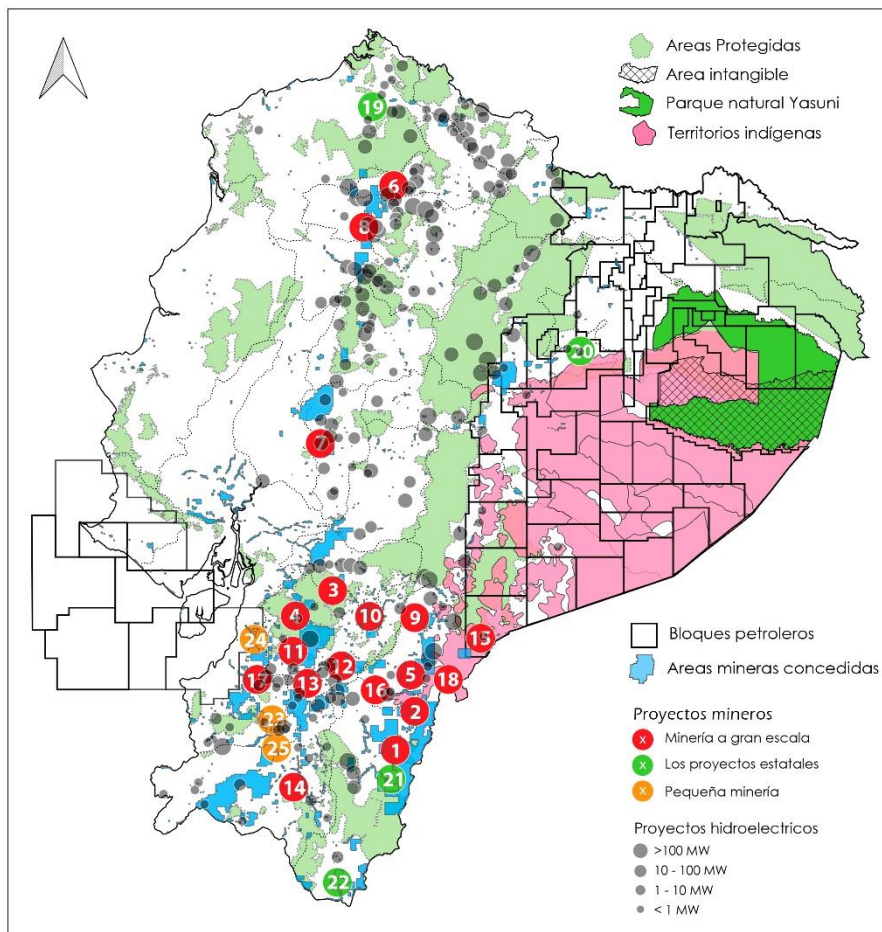 Areas Protegidas
Area intangible
Parque natural Yasuni
Territorios indígenas
19
6
8
20
7
3
4
10
9
24
15
11
12
17
13
16
5
18
2
23
25
1
21
14
22
Bloques petroleros
Areas mineras concedidas
Proyectos mineros
x Minería a gran escala
x Los proyectos estatales
x Pequeña minería
Proyectos hidroelectricos
>100 MW
10 - 100 MW
1 - 10 MW
< 1 MW